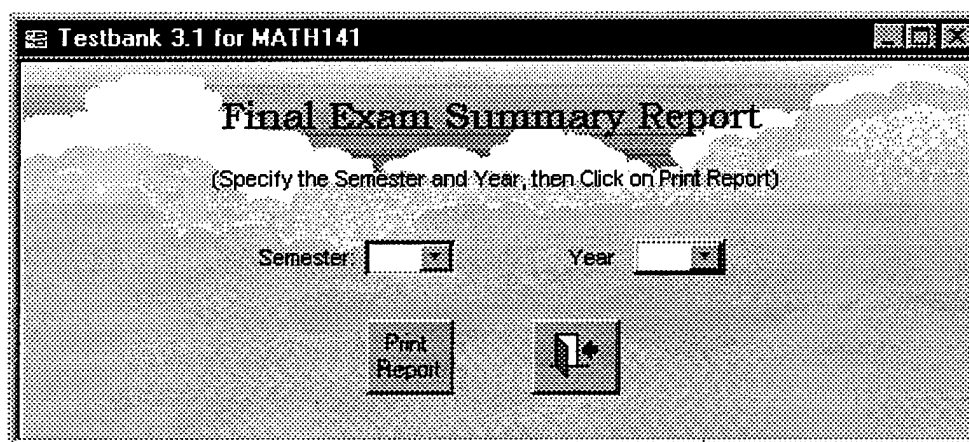 Testbank 3.1 for MATH141
Final Exam Summary Report
(Specify the Semester and Year, then Click on Print Report)
Semester: Year
Print
Report